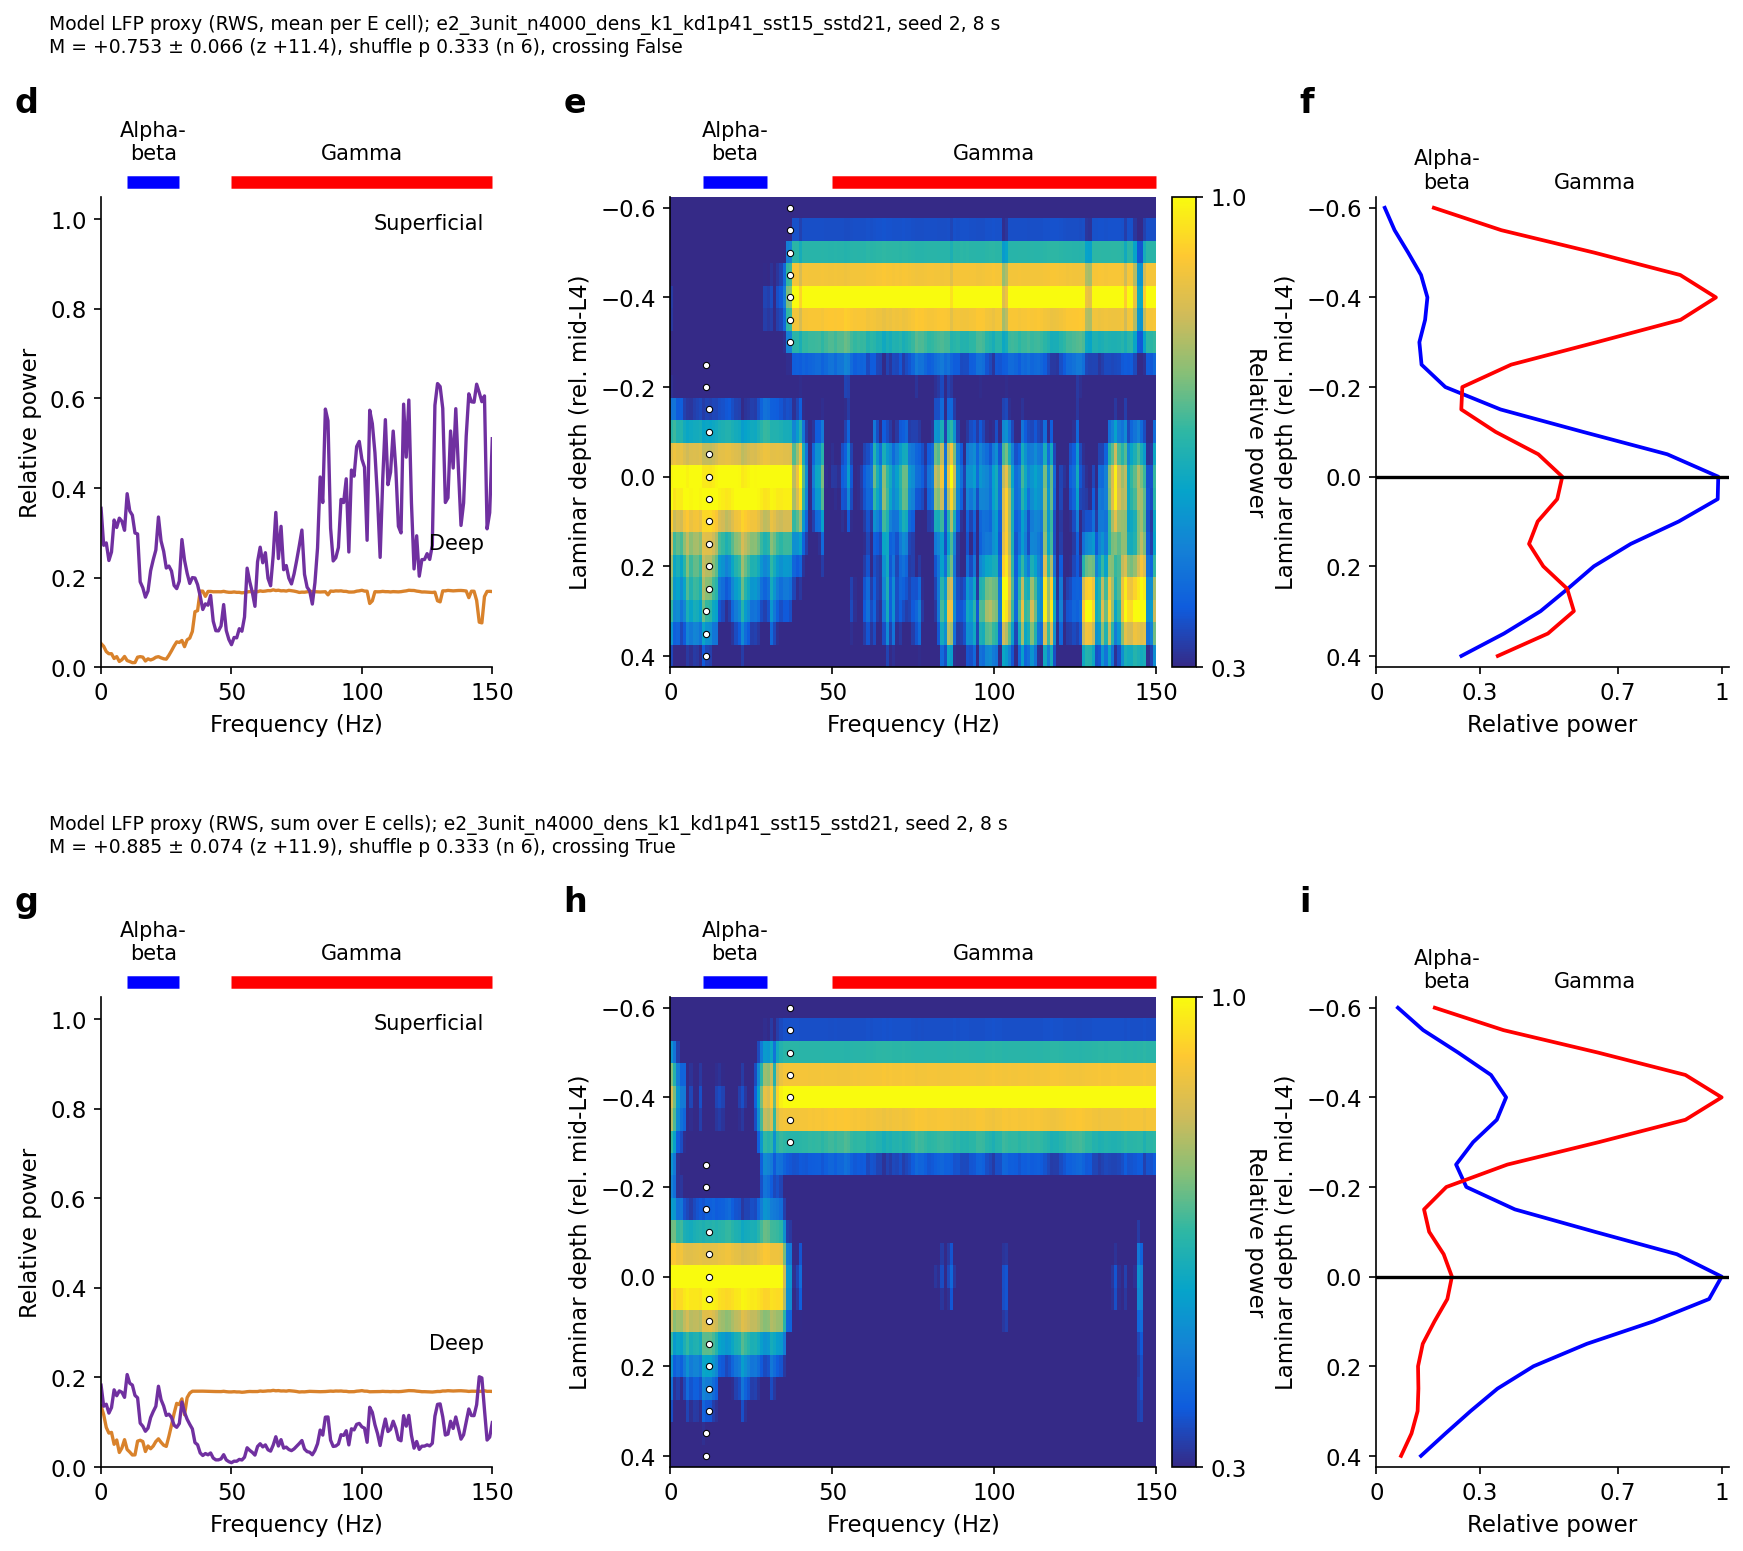 Model LFP proxy (RWS, mean per E cell); e2_3unit_n4000_dens_k1_kd1p41_sst15_sstd21, seed 2, 8 s
M = +0.753 ± 0.066 (z +11.4), shuffle p 0.333 (n 6), crossing False
d
Alpha-
beta
Gamma
Superficial
Deep
Relative power
1.0
0.8
0.6
0.4
0.2
0.0
0
50
100
150
Frequency (Hz)
e
Alpha-
beta
Gamma
Laminar depth (rel. mid-L4)
−0.6
−0.4
−0.2
0.0
0.2
0.4
0
50
100
150
Frequency (Hz)
1.0
0.3
Relative power
f
Alpha-
beta
Gamma
Laminar depth (rel. mid-L4)
−0.6
−0.4
−0.2
0.0
0.2
0.4
0
0.3
0.7
1
Relative power
Model LFP proxy (RWS, sum over E cells); e2_3unit_n4000_dens_k1_kd1p41_sst15_sstd21, seed 2, 8 s
M = +0.885 ± 0.074 (z +11.9), shuffle p 0.333 (n 6), crossing True
g
Alpha-
beta
Gamma
Superficial
Deep
Relative power
1.0
0.8
0.6
0.4
0.2
0.0
0
50
100
150
Frequency (Hz)
h
Alpha-
beta
Gamma
Laminar depth (rel. mid-L4)
−0.6
−0.4
−0.2
0.0
0.2
0.4
0
50
100
150
Frequency (Hz)
1.0
0.3
Relative power
i
Alpha-
beta
Gamma
Laminar depth (rel. mid-L4)
−0.6
−0.4
−0.2
0.0
0.2
0.4
0
0.3
0.7
1
Relative power